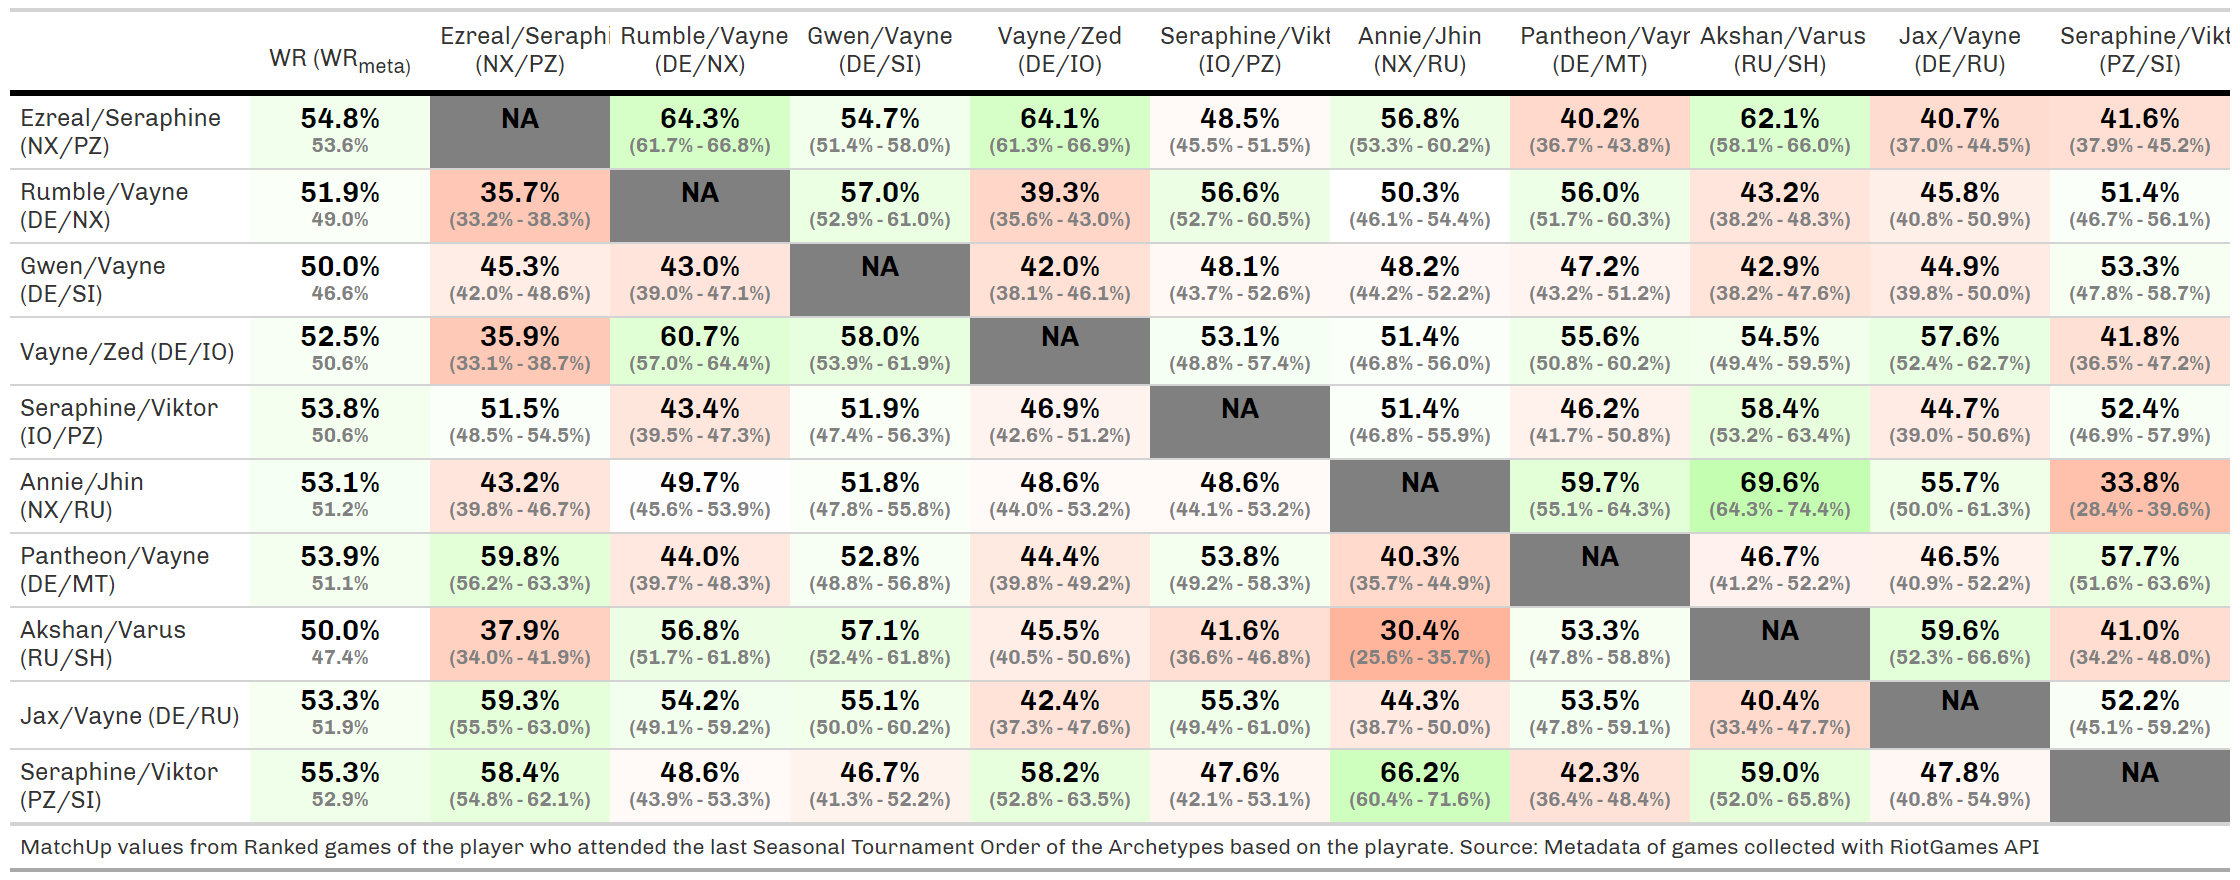 WR (WRmeta) Ezreal/Seraphi Rumble/Vayne Gwen/Vayne Vayne/Zed Seraphine/Vikt Annie/Jhin Pantheon/Vayr Akshan/Varus Jax/Vayne Seraphine/Vikt
(NX/PZ) (DE/NX) (DE/SI) (DE/IO) (IO/PZ) (NX/RU) (DE/MT) (RU/SH) (DE/RU) (PZ/SI)
Ezreal/Seraphine 54.8% NA 64.3% 54.7% 64.1% 48.5% 56.8% 40.2% 62.1% 40.7% 41.6%
(NX/PZ) 53.6% (61.7% - 66.8%) (51.4% - 58.0%) (61.3% - 66.9%) (45.5% - 51.5%) (53.3% - 60.2%) (36.7% - 43.8%) (58.1% - 66.0%) (37.0% - 44.5%) (37.9% - 45.2%)
Rumble/Vayne 51.9% 35.7% NA 57.0% 39.3% 56.6% 50.3% 56.0% 43.2% 45.8% 51.4%
(DE/NX) 49.0% (33.2% - 38.3%) (52.9% - 61.0%) (35.6% - 43.0%) (52.7% - 60.5%) (46.1% - 54.4%) (51.7% - 60.3%) (38.2% - 48.3%) (40.8% - 50.9%) (46.7% - 56.1%)
Gwen/Vayne 50.0% 45.3% 43.0% NA 42.0% 48.1% 48.2% 47.2% 42.9% 44.9% 53.3%
(DE/SI) 46.6% (42.0% - 48.6%) (39.0% - 47.1%) (38.1% - 46.1%) (43.7% - 52.6%) (44.2% - 52.2%) (43.2% - 51.2%) (38.2% - 47.6%) (39.8% - 50.0%) (47.8% - 58.7%)
Vayne/Zed (DE/IO) 52.5% 35.9% 60.7% 58.0% NA 53.1% 51.4% 55.6% 54.5% 57.6% 41.8%
50.6% (33.1% - 38.7%) (57.0% - 64.4%) (53.9% - 61.9%) (48.8% - 57.4%) (46.8% - 56.0%) (50.8% - 60.2%) (49.4% - 59.5%) (52.4% - 62.7%) (36.5% - 47.2%)
Seraphine/Viktor 53.8% 51.5% 43.4% 51.9% 46.9% NA 51.4% 46.2% 58.4% 44.7% 52.4%
(IO/PZ) 50.6% (48.5% - 54.5%) (39.5% - 47.3%) (47.4% - 56.3%) (42.6% - 51.2%) (46.8% - 55.9%) (41.7% - 50.8%) (53.2% - 63.4%) (39.0% - 50.6%) (46.9% - 57.9%)
Annie/Jhin 53.1% 43.2% 49.7% 51.8% 48.6% 48.6% NA 59.7% 69.6% 55.7% 33.8%
(NX/RU) 51.2% (39.8% - 46.7%) (45.6% - 53.9%) (47.8% - 55.8%) (44.0% - 53.2%) (44.1% - 53.2%) (55.1% - 64.3%) (64.3% - 74.4%) (50.0% - 61.3%) (28.4% - 39.6%)
Pantheon/Vayne 53.9% 59.8% 44.0% 52.8% 44.4% 53.8% 40.3% NA 46.7% 46.5% 57.7%
(DE/MT) 51.1% (56.2% - 63.3%) (39.7% - 48.3%) (48.8% - 56.8%) (39.8% - 49.2%) (49.2% - 58.3%) (35.7% - 44.9%) (41.2% - 52.2%) (40.9% - 52.2%) (51.6% - 63.6%)
Akshan/Varus 50.0% 37.9% 56.8% 57.1% 45.5% 41.6% 30.4% 53.3% NA 59.6% 41.0%
(RU/SH) 47.4% (34.0% - 41.9%) (51.7% - 61.8%) (52.4% - 61.8%) (40.5% - 50.6%) (36.6% - 46.8%) (25.6% - 35.7%) (47.8% - 58.8%) (52.3% - 66.6%) (34.2% - 48.0%)
Jax/Vayne (DE/RU) 53.3% 59.3% 54.2% 55.1% 42.4% 55.3% 44.3% 53.5% 40.4% NA 52.2%
51.9% (55.5% - 63.0%) (49.1% - 59.2%) (50.0% - 60.2%) (37.3% - 47.6%) (49.4% - 61.0%) (38.7% - 50.0%) (47.8% - 59.1%) (33.4% - 47.7%) (45.1% - 59.2%)
Seraphine/Viktor 55.3% 58.4% 48.6% 46.7% 58.2% 47.6% 66.2% 42.3% 59.0% 47.8% NA
(PZ/SI) 52.9% (54.8% - 62.1%) (43.9% - 53.3%) (41.3% - 52.2%) (52.8% - 63.5%) (42.1% - 53.1%) (60.4% - 71.6%) (36.4% - 48.4%) (52.0% - 65.8%) (40.8% - 54.9%)
MatchUp values from Ranked games of the player who attended the last Seasonal Tournament Order of the Archetypes based on the playrate. Source: Metadata of games collected with RiotGames API